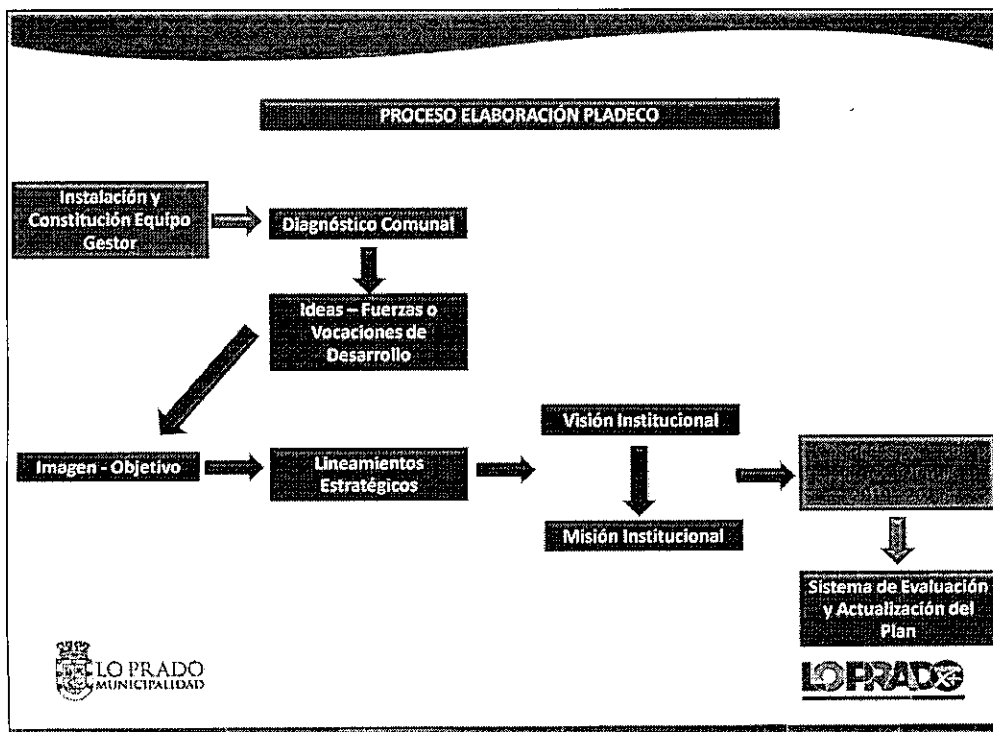 PROCESO ELABORACIÓN PLADECO
Instalación y
Constitución Equipo
Gestor
Diagnóstico Comunal
Ideas – Fuerzas o
Vocaciones de
Desarrollo
Imagen - Objetivo
Lineamientos
Estratégicos
Visión Institucional
Misión Institucional
Sistema de Evaluación
y Actualización del
Plan
LO PRADO
MUNICIPALIDAD
LO PRADO